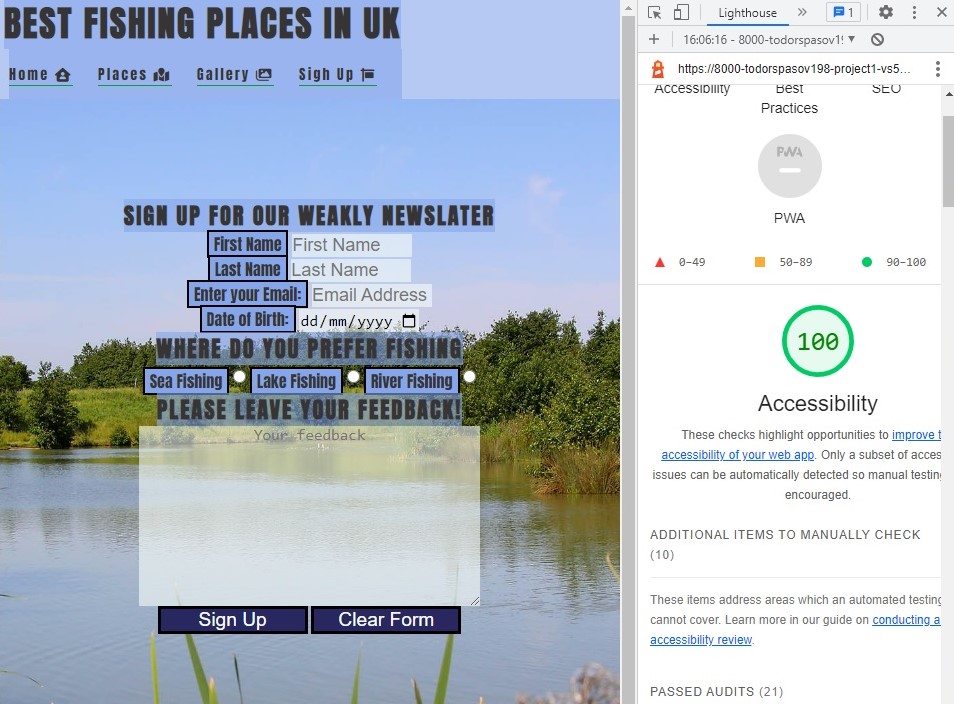 BEST FISHING PLACES IN UK
Home Places Gallery Sign Up
SIGN UP FOR OUR WEAKLY NEWSLATER
First Name First Name
Last Name Last Name
Enter your Email: Email Address
Date of Birth: dd/mm/yyyy
WHERE DO YOU PREFER FISHING
Sea Fishing Lake Fishing River Fishing
PLEASE LEAVE YOUR FEEDBACK!
Your feedback
Sign Up Clear Form
Lighthouse » 1
16:06:16 - 8000-todorspasov19
https://8000-todorspasov198-project1-vs5...
Accessibility Best Practices SEO
PWA
PWA
0–49 50–89 90–100
100
Accessibility
These checks highlight opportunities to improve t
accessibility of your web app. Only a subset of acces
issues can be automatically detected so manual testing
encouraged.
ADDITIONAL ITEMS TO MANUALLY CHECK
(10)
These items address areas which an automated testing
cannot cover. Learn more in our guide on conducting a
accessibility review.
PASSED AUDITS (21)